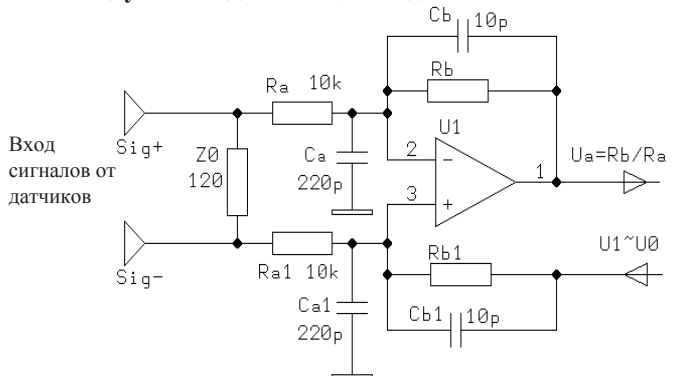 Cb
10p
Rb
Ra 10k
U1
Sig+
Ca
220p
2
3
1
Ua=Rb/Ra
Вход
сигналов от
датчиков
Z0
120
Sig-
Ra1 10k
Rb1
U1~U0
Ca1
220p
Cb1
10p